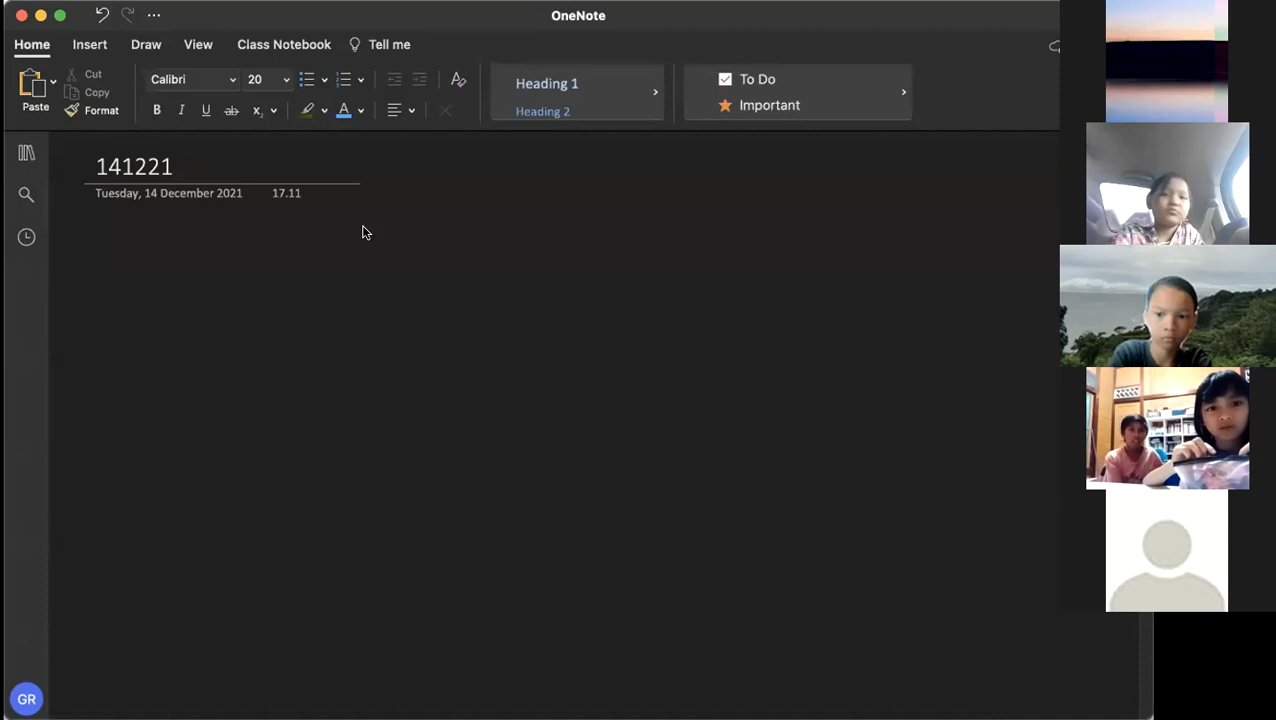 OneNote
Home Insert Draw View Class Notebook Tell me
Paste
Cut
Copy
Format
Calibri 20
B I U ab x A
Heading 1
Heading 2
To Do
Important
141221
Tuesday, 14 December 2021 17.11
GR